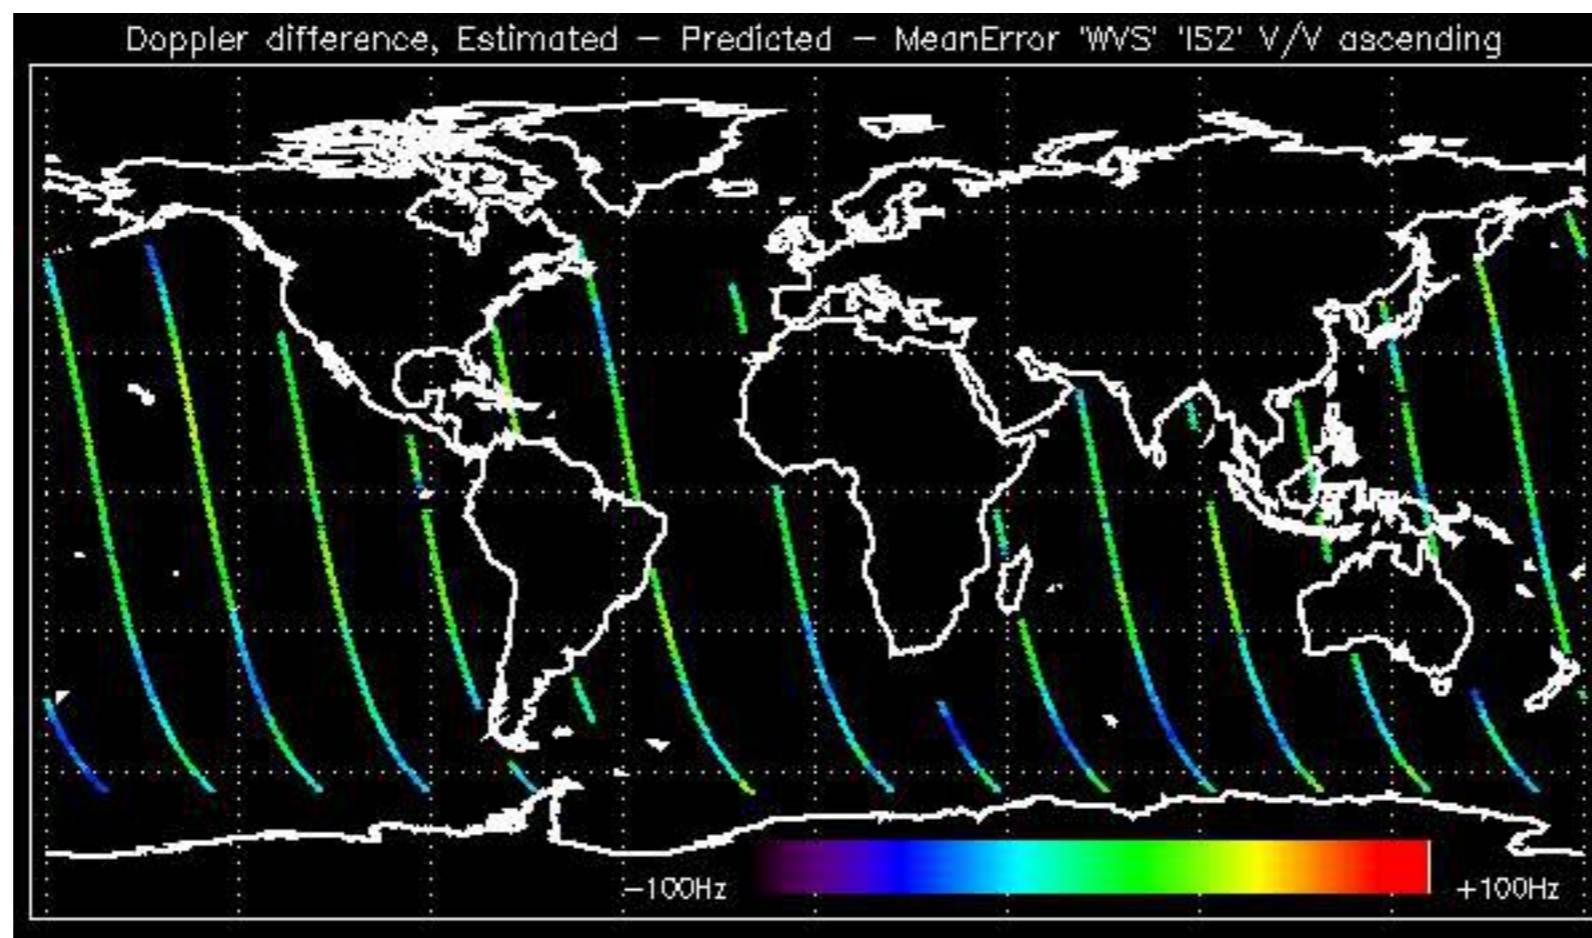 Doppler difference, Estimated – Predicted – MeanError 'WVS' 'IS2' V/V ascending
−100Hz
+100Hz